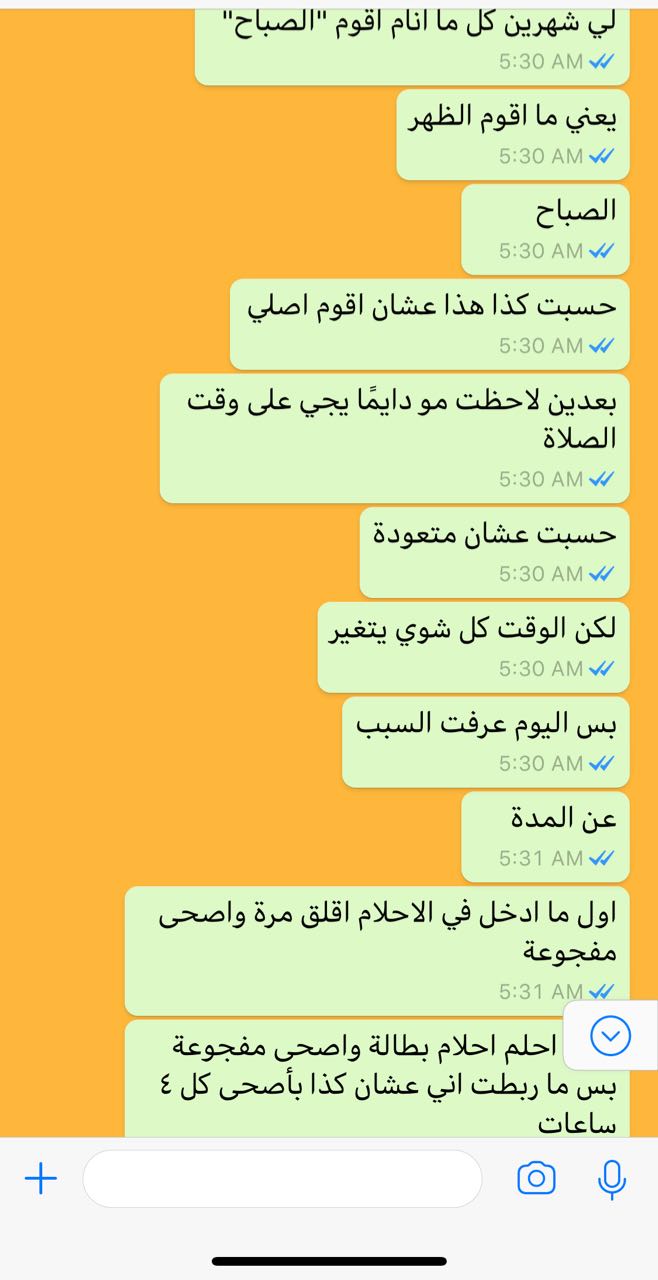 لي شهرين كل ما انام اقوم "الصباح"
5:30 AM
يعني ما اقوم الظهر
5:30 AM
الصباح
5:30 AM
حسبت كذا هذا عشان اقوم اصلي
5:30 AM
بعدين لاحظت مو دايمًا يجي على وقت
الصلاة
5:30 AM
حسبت عشان متعودة
5:30 AM
لكن الوقت كل شوي يتغير
5:30 AM
بس اليوم عرفت السبب
5:30 AM
عن المدة
5:31 AM
اول ما ادخل في الاحلام اقلق مرة واصحى
مفجوعة
5:31 AM
احلم احلام بطالة واصحى مفجوعة
بس ما ربطت اني عشان كذا بأصحى كل ٤
ساعات